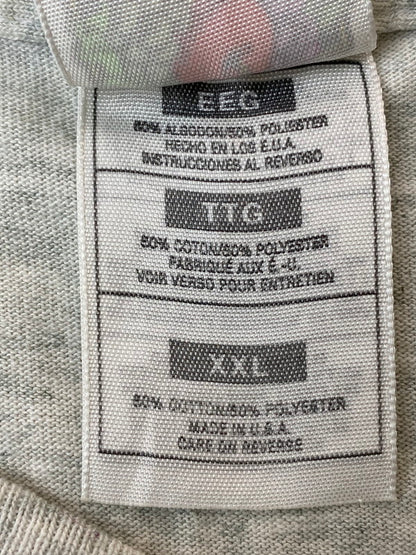 EEG
50% ALGODON/50% POLIESTER
HECHO EN LOS E.U.A.
INSTRUCCIONES AL REVERSO
TTG
50% COTON/50% POLYESTER
FABRIQUÉ AUX É.-U.
VOIR VERSO POUR ENTRETIEN
XXL
50% COTTON/50% POLYESTER
MADE IN U.S.A.
CARE ON REVERSE